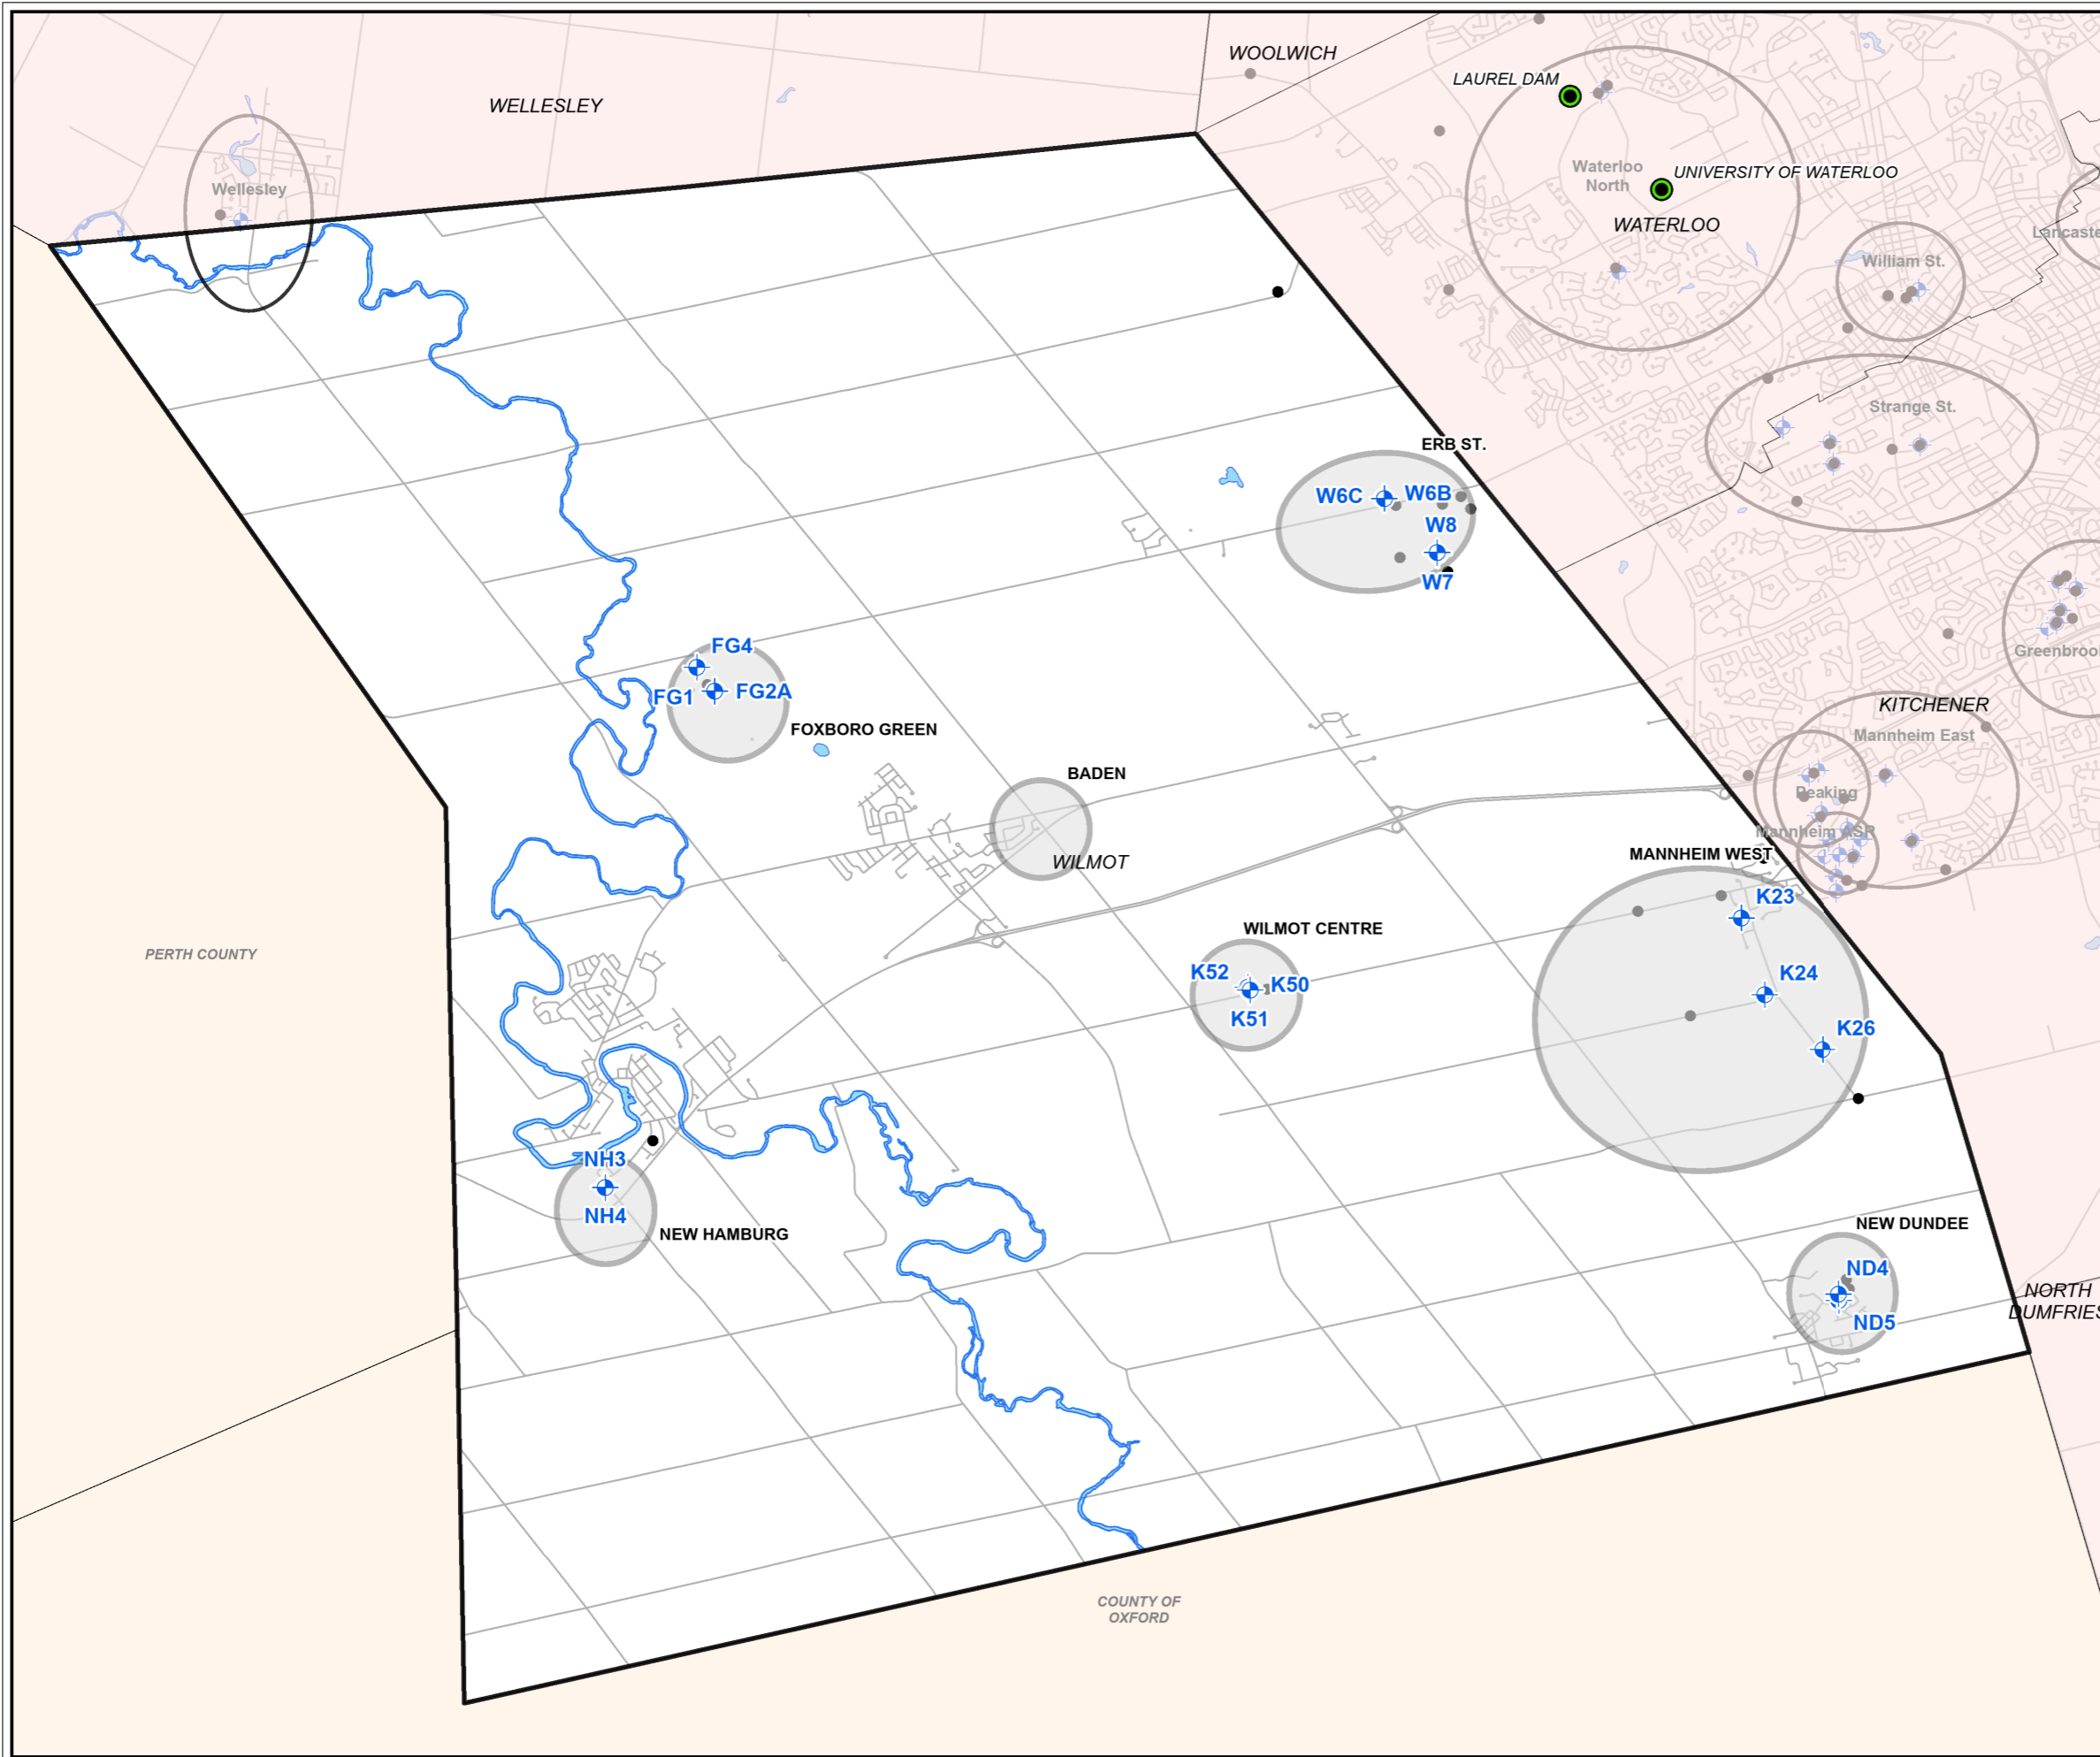 WOOLWICH
LAUREL DAM
WELLESLEY
Waterloo
North
UNIVERSITY OF WATERLOO
Wellesley
WATERLOO
William St.
Strange St.
ERB ST.
W6C
W6B
W8
W7
FG4
FG1
FG2A
FOXBORO GREEN
KITCHENER
Mannheim East
BADEN
Peaking
Mannheim ASR
WILMOT
MANNHEIM WEST
K23
WILMOT CENTRE
PERTH COUNTY
K52
K50
K51
K24
K26
NH3
NH4
NEW HAMBURG
NEW DUNDEE
ND4
ND5
NORTH
COUNTY OF
OXFORD